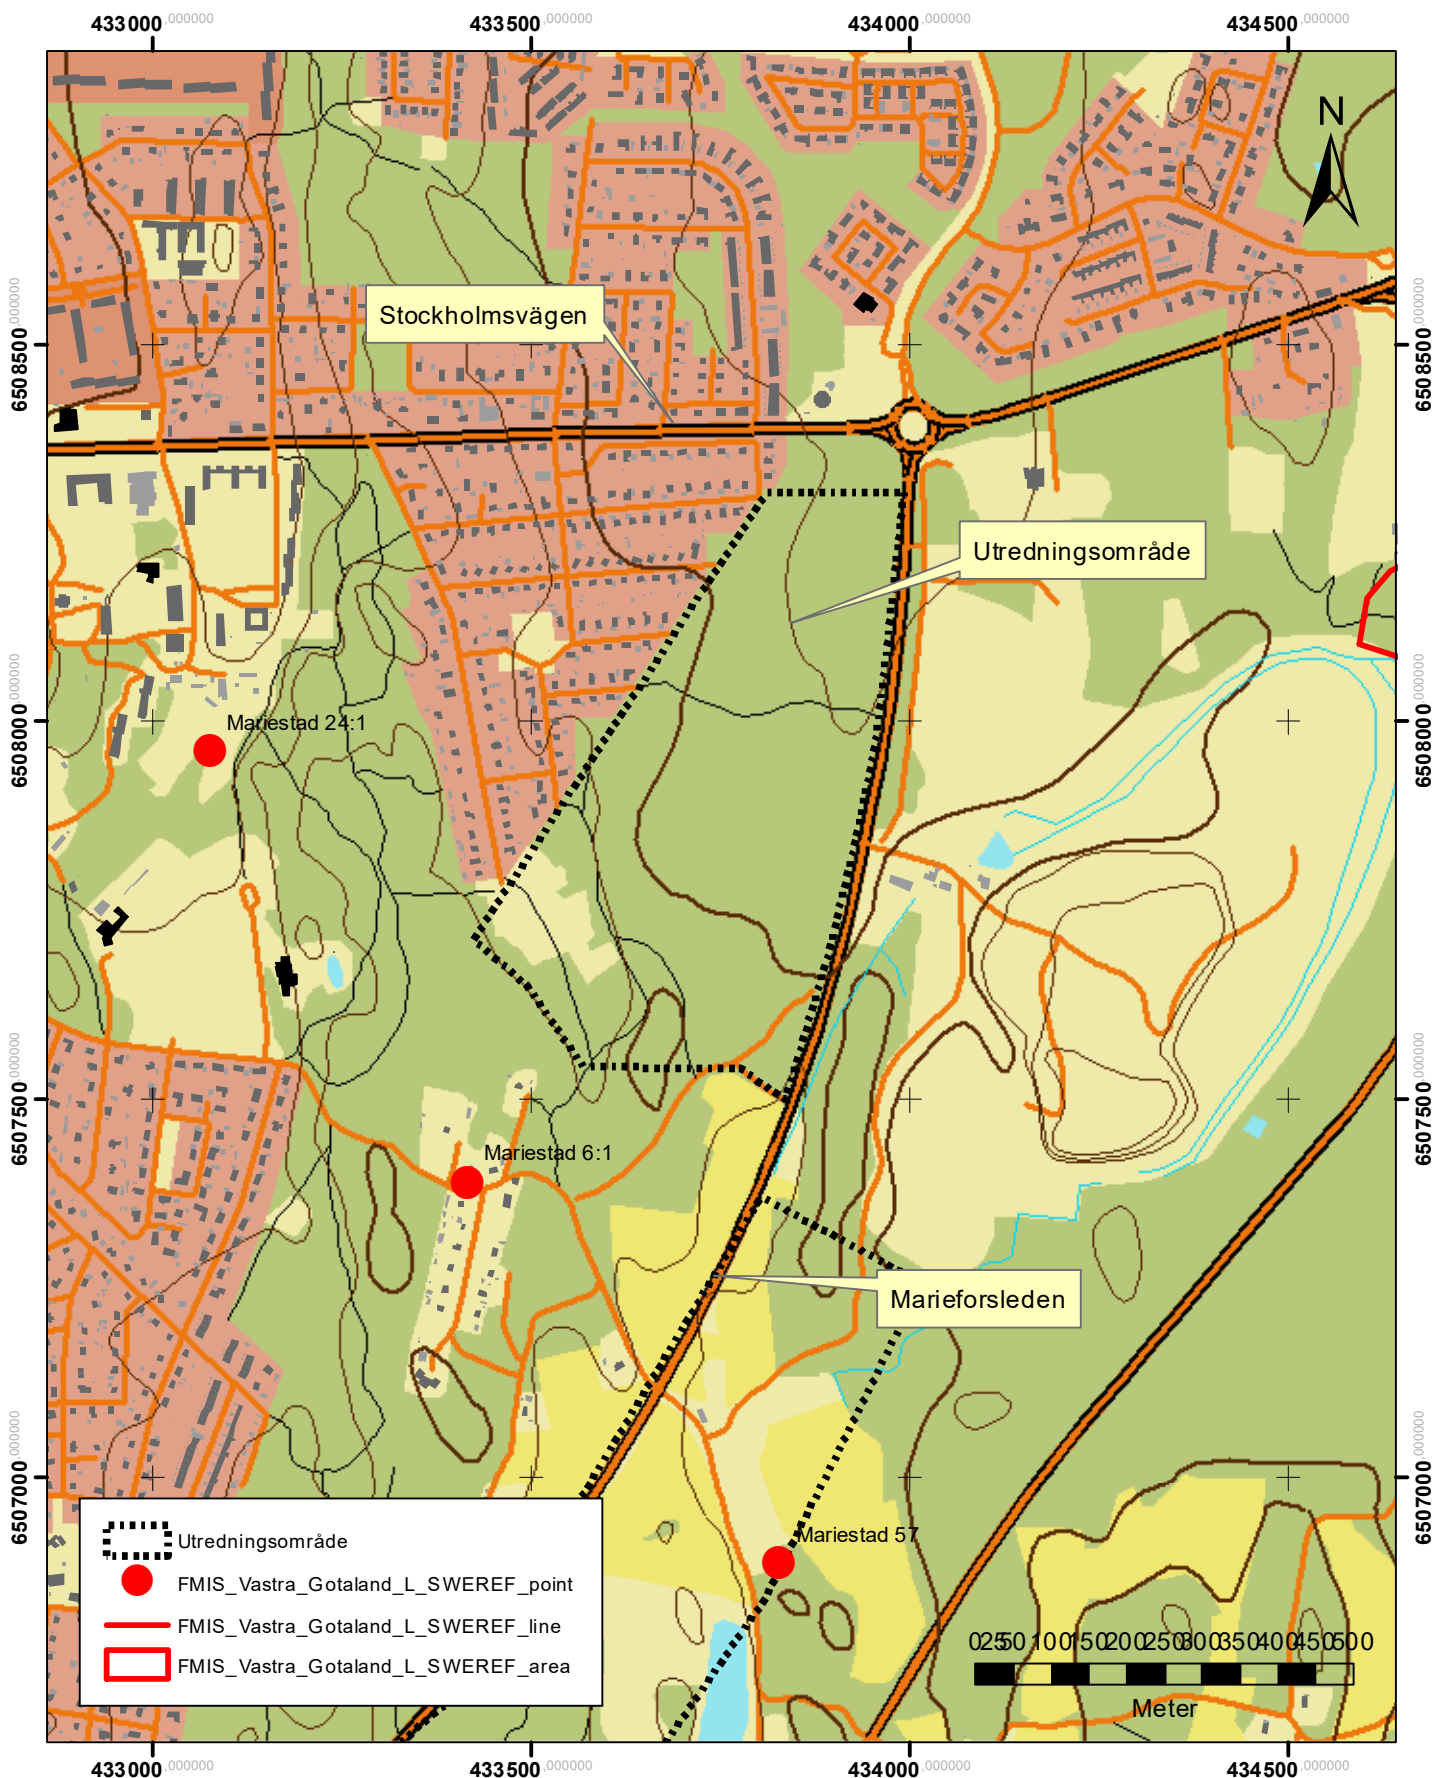 433000,000000 433500,000000 434000,000000 434500,000000
N
Stockholmsvägen
6508500,000000 6508500,000000
Utredningsområde
Mariestad 24:1
6508000,000000 6508000,000000
6507500,000000 6507500,000000
Mariestad 6:1
Marieforsleden
6507000,000000 6507000,000000
Mariestad 57
Utredningsområde
FMIS_Vastra_Gotaland_L_SWEREF_point
FMIS_Vastra_Gotaland_L_SWEREF_line
FMIS_Vastra_Gotaland_L_SWEREF_area
0 25 50 100 150 200 250 300 350 400 450 500
Meter
433000,000000 433500,000000 434000,000000 434500,000000